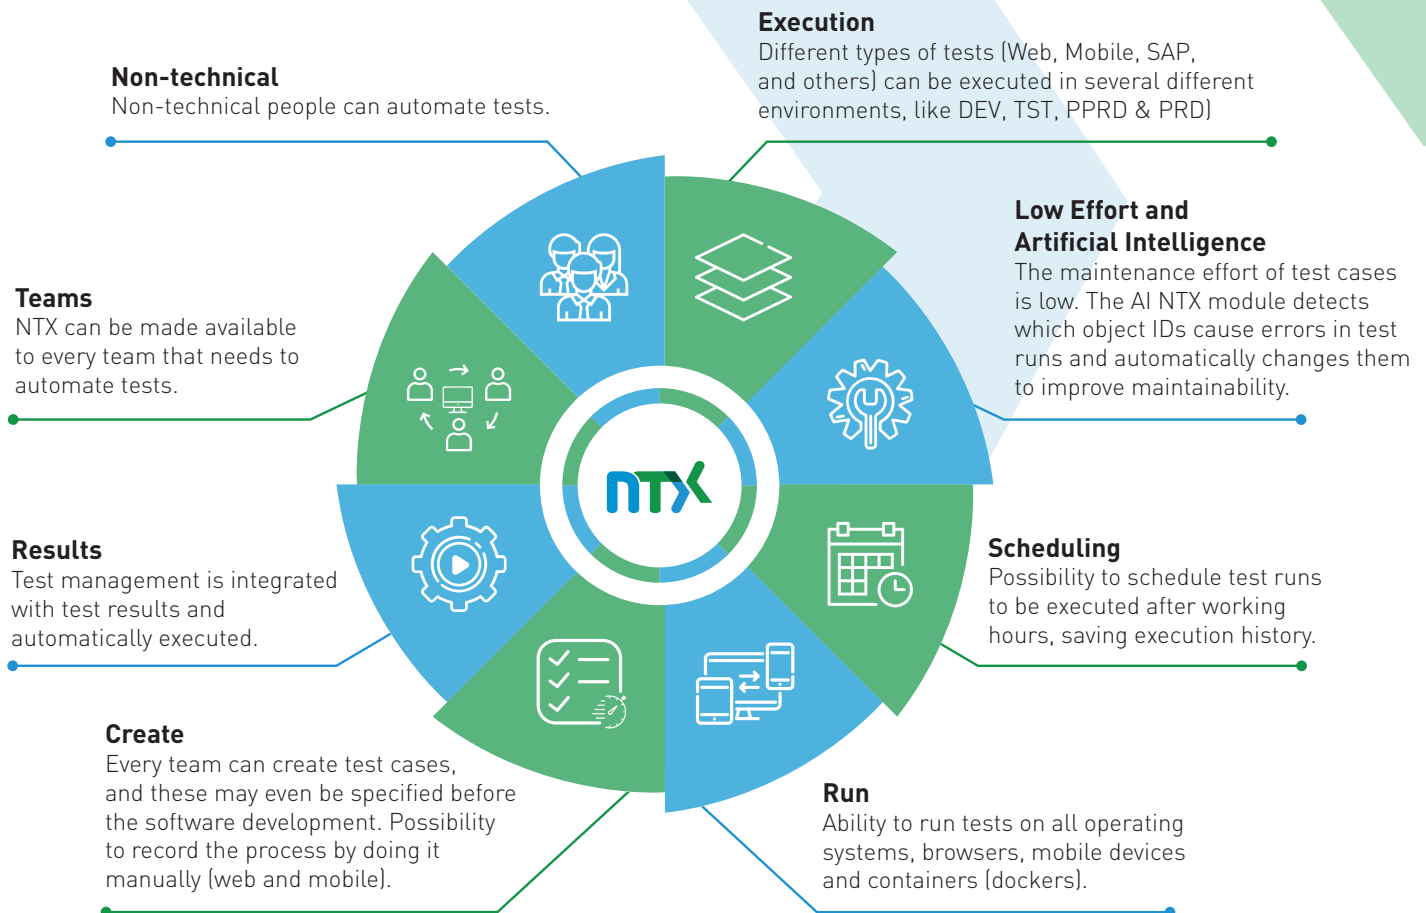 Execution
Different types of tests (Web, Mobile, SAP,
and others) can be executed in several different
environments, like DEV, TST, PPRD & PRD)
Non-technical
Non-technical people can automate tests.
Low Effort and
Artificial Intelligence
The maintenance effort of test cases
is low. The AI NTX module detects
which object IDs cause errors in test
runs and automatically changes them
to improve maintainability.
Teams
NTX can be made available
to every team that needs to
automate tests.
NTX
Results
Test management is integrated
with test results and
automatically executed.
Scheduling
Possibility to schedule test runs
to be executed after working
hours, saving execution history.
Create
Every team can create test cases,
and these may even be specified before
the software development. Possibility
to record the process by doing it
manually (web and mobile).
Run
Ability to run tests on all operating
systems, browsers, mobile devices
and containers (dockers).